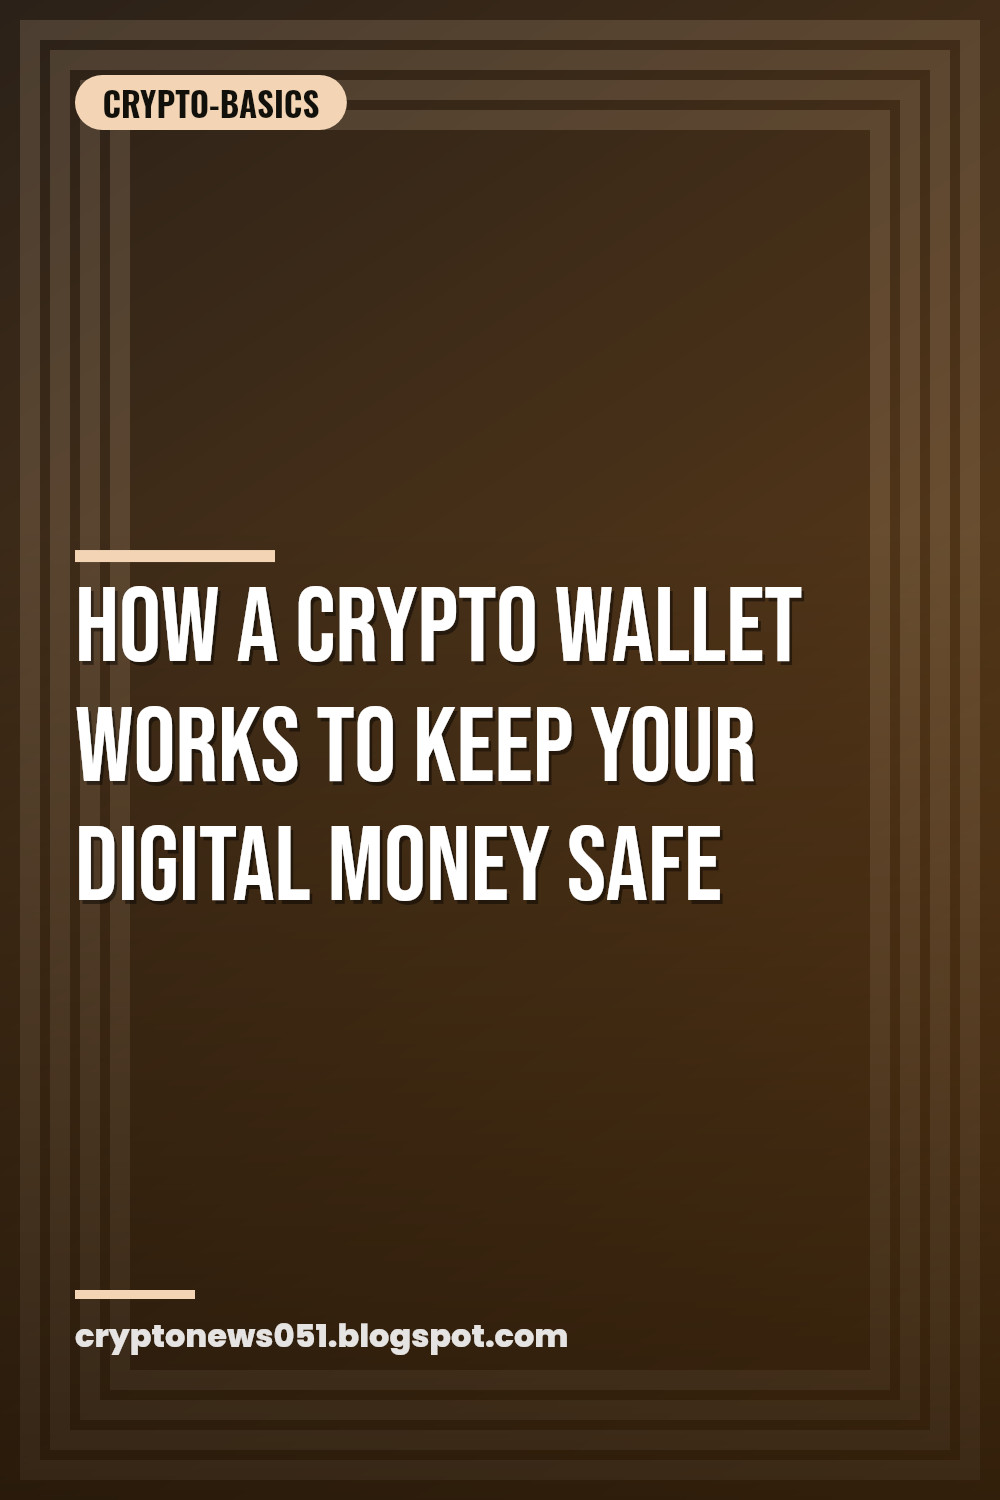 CRYPTO-BASICS
HOW A CRYPTO WALLET
WORKS TO KEEP YOUR
DIGITAL MONEY SAFE
cryptonews051.blogspot.com